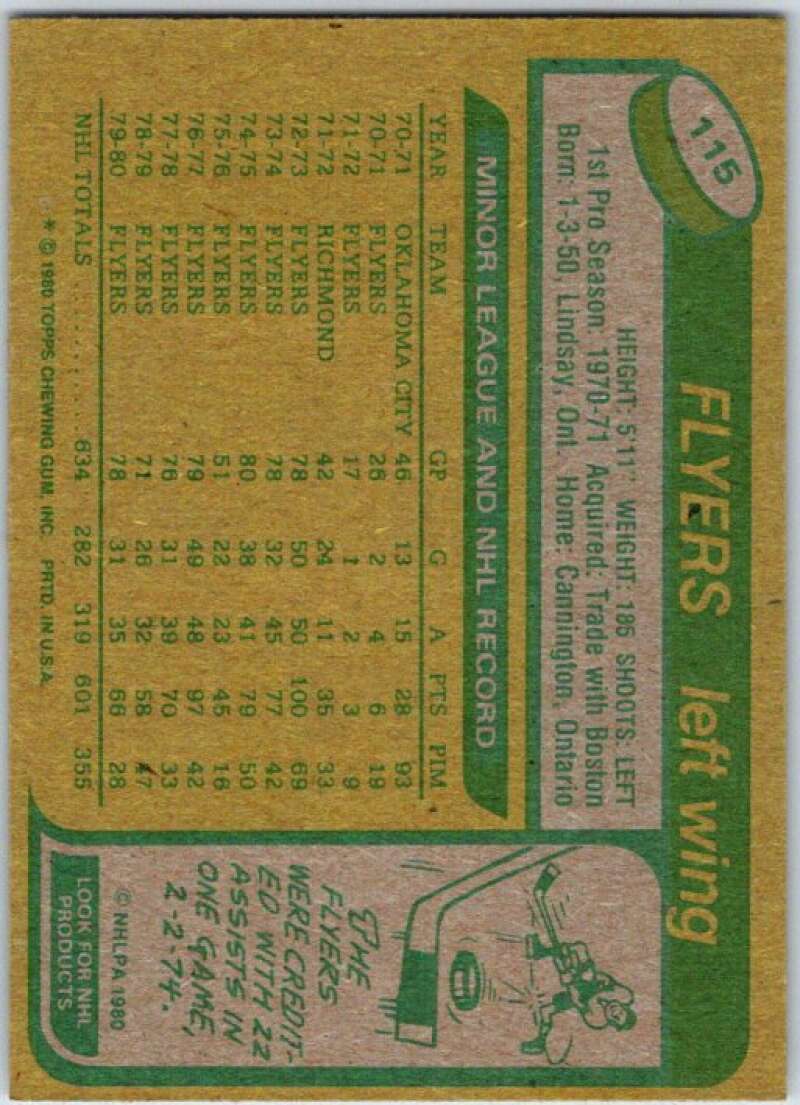 115
FLYERS left wing
HEIGHT: 5'11" WEIGHT: 186 SHOOTS: LEFT
1st Pro Season: 1970-71 Acquired: Trade with Boston
Born: 1-3-50, Lindsay, Ont. Home: Cannington, Ontario
MINOR LEAGUE AND NHL RECORD
YEAR TEAM GP G A PTS PIM
70-71 OKLAHOMA CITY 46 13 15 28 93
70-71 FLYERS 26 2 4 6 19
71-72 FLYERS 17 1 2 3 9
71-72 RICHMOND 42 24 11 35 33
72-73 FLYERS 78 50 50 100 69
73-74 FLYERS 78 32 45 77 42
74-75 FLYERS 80 38 41 79 50
75-76 FLYERS 51 22 23 45 16
76-77 FLYERS 79 49 48 97 42
77-78 FLYERS 76 31 39 70 33
78-79 FLYERS 71 26 32 58 47
79-80 FLYERS 78 31 35 66 28
NHL TOTALS .............. 634 282 319 601 355
* © 1980 TOPPS CHEWING GUM, INC. PRTD. IN U.S.A.
THE
FLYERS
WERE CREDIT-
ED WITH 22
ASSISTS IN
ONE GAME,
2-2-74.
© NHLPA 1980
LOOK FOR NHL
PRODUCTS